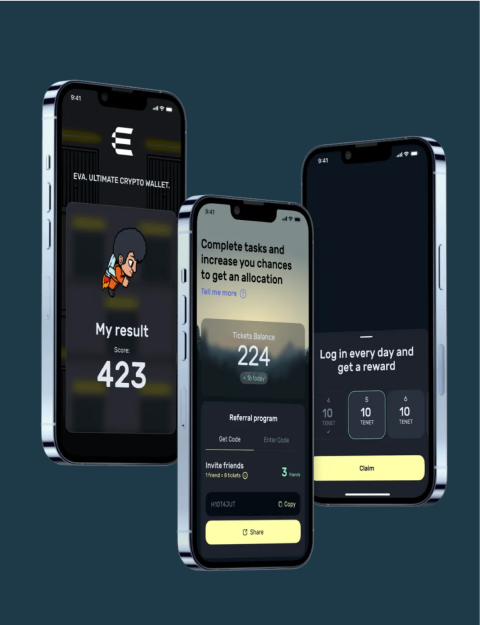 9:41
EVA. ULTIMATE CRYPTO WALLET.
My result
Score:
423
9:41
Complete tasks and
increase you chances
to get an allocation
Tell me more
Tickets Balance
224
Referral program
Get Code
Enter Code
Invite friends
1 friend = 8 tickets
3 friends
H10T4JUT
Copy
Share
9:41
Log in every day and
get a reward
4
5
6
10
10
10
TENET
TENET
TENET
Claim